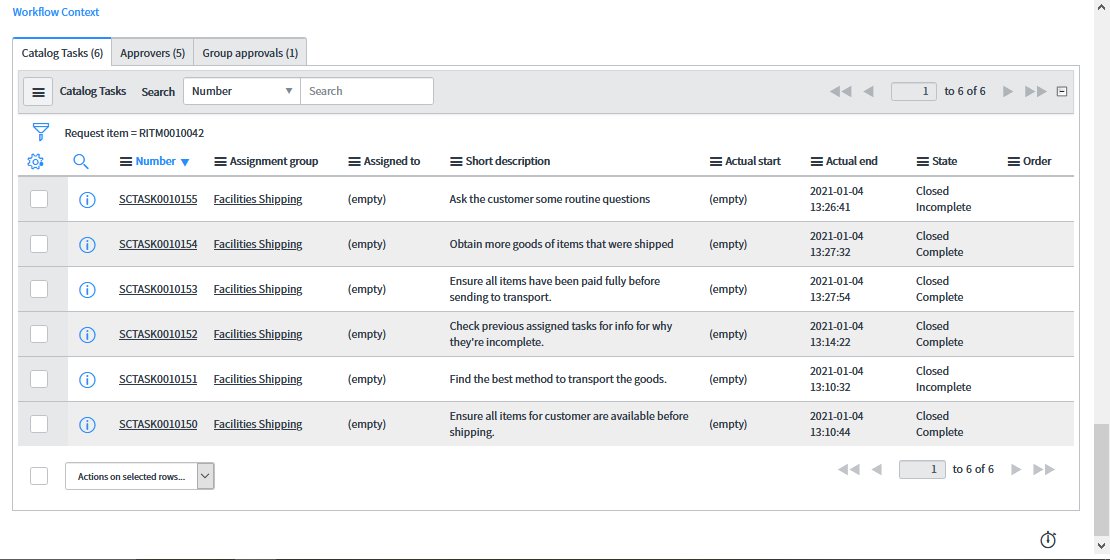 Workflow Context
Catalog Tasks (6) Approvers (5) Group approvals (1)
Catalog Tasks Search Number Search 1 to 6 of 6
Request item = RITM0010042
Number Assignment group Assigned to Short description Actual start Actual end State Order
SCTASK0010155 Facilities Shipping (empty) Ask the customer some routine questions (empty) 2021-01-04 Closed
13:26:41 Incomplete
SCTASK0010154 Facilities Shipping (empty) Obtain more goods of items that were shipped (empty) 2021-01-04 Closed
13:27:32 Complete
SCTASK0010153 Facilities Shipping (empty) Ensure all items have been paid fully before (empty) 2021-01-04 Closed
sending to transport. 13:27:54 Complete
SCTASK0010152 Facilities Shipping (empty) Check previous assigned tasks for info for why (empty) 2021-01-04 Closed
they're incomplete. 13:14:22 Complete
SCTASK0010151 Facilities Shipping (empty) Find the best method to transport the goods. (empty) 2021-01-04 Closed
13:10:32 Incomplete
SCTASK0010150 Facilities Shipping (empty) Ensure all items for customer are available before (empty) 2021-01-04 Closed
shipping. 13:10:44 Complete
Actions on selected rows... 1 to 6 of 6